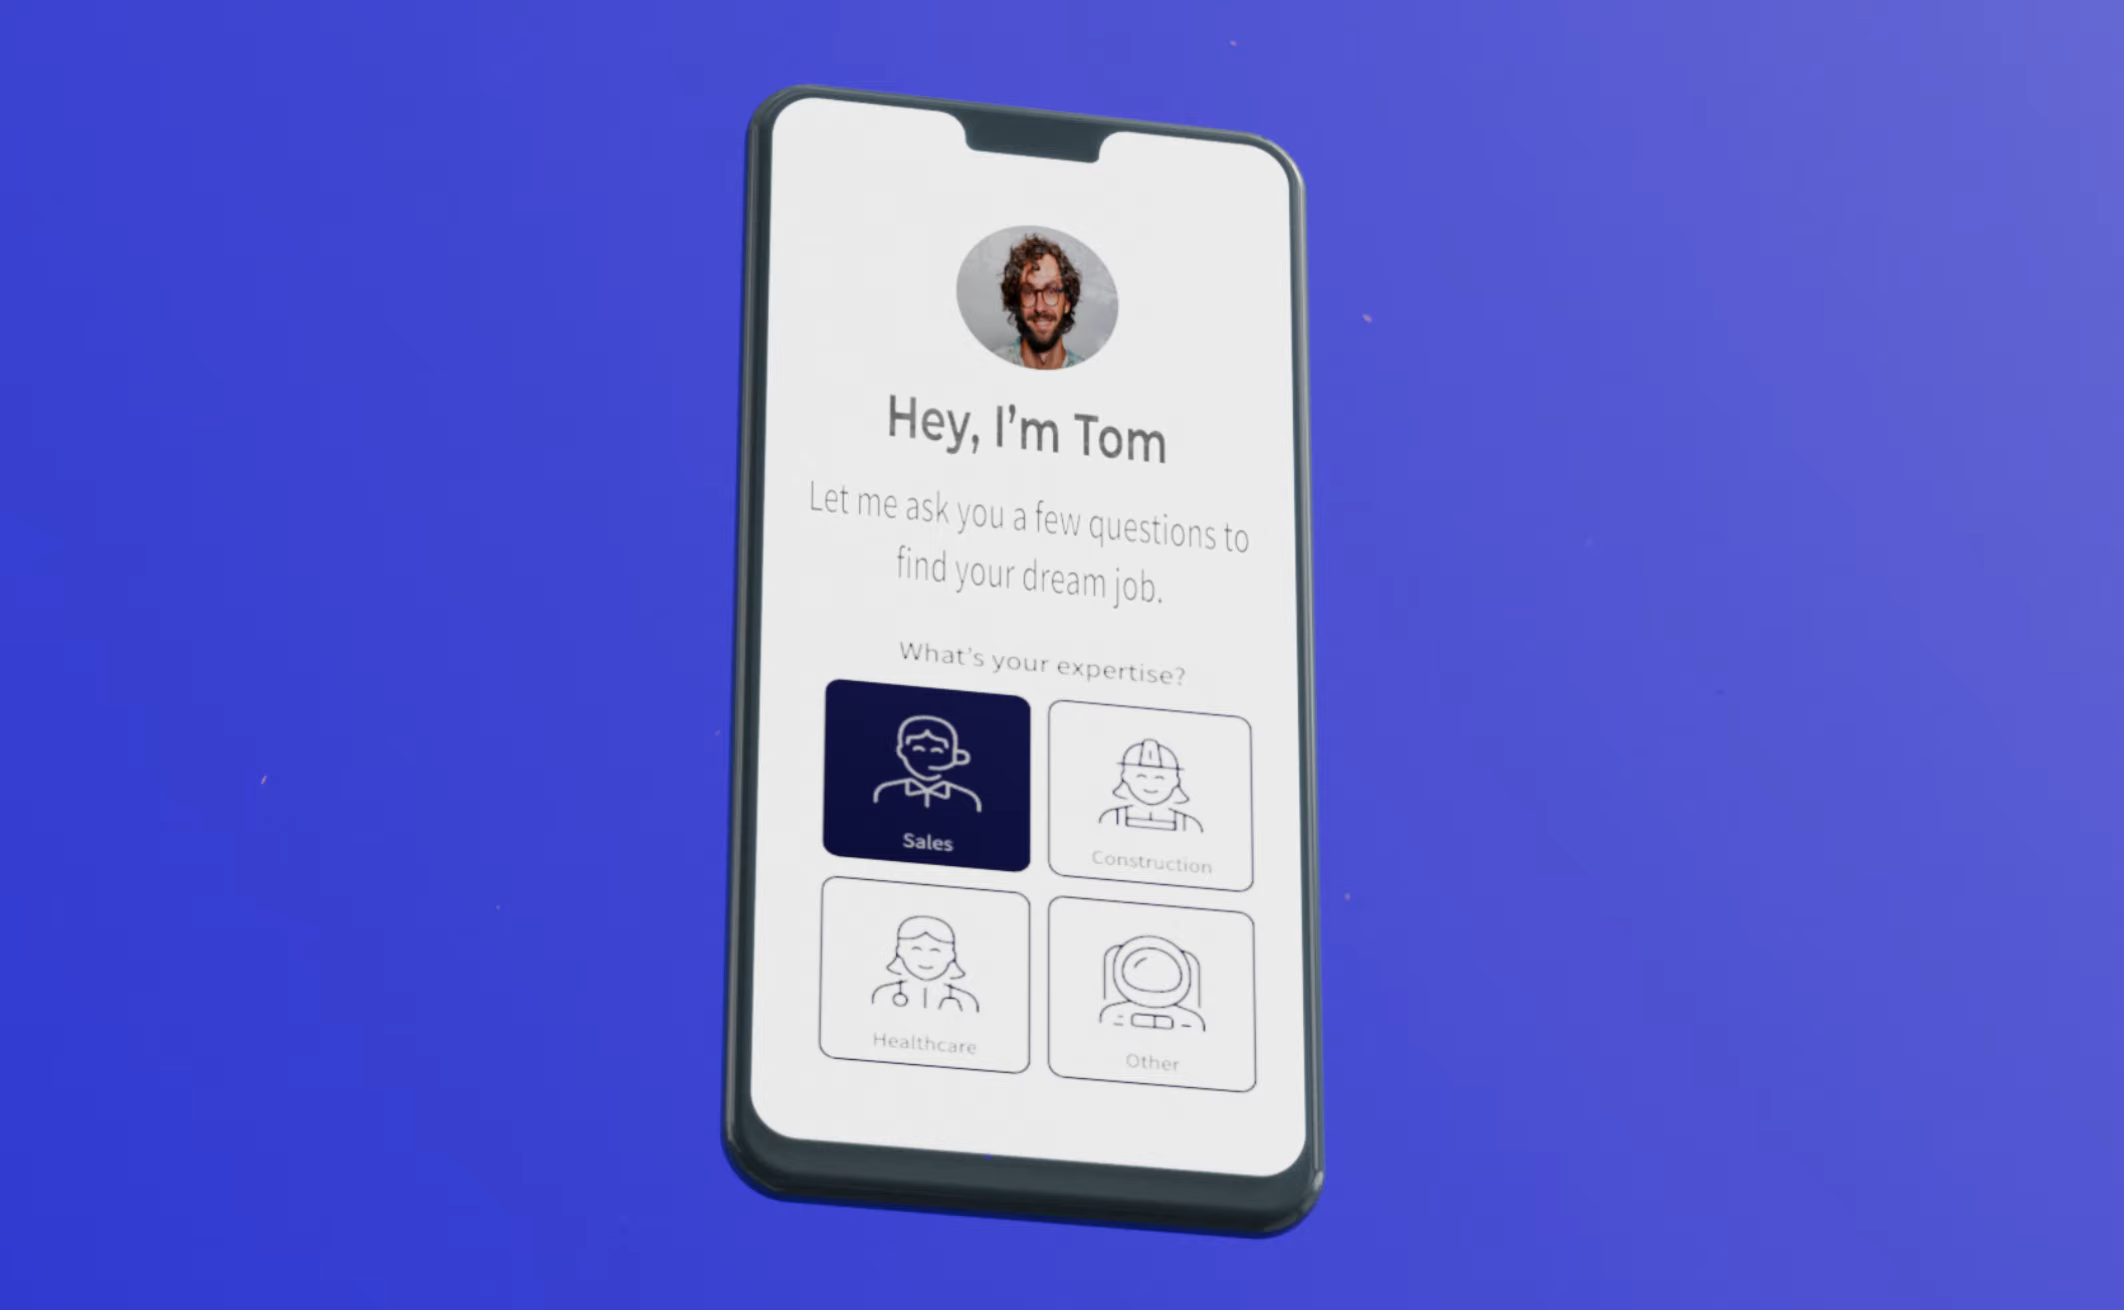 Hey, I'm Tom
Let me ask you a few questions to
find your dream job.
What's your expertise?
Sales
Construction
Healthcare
Other